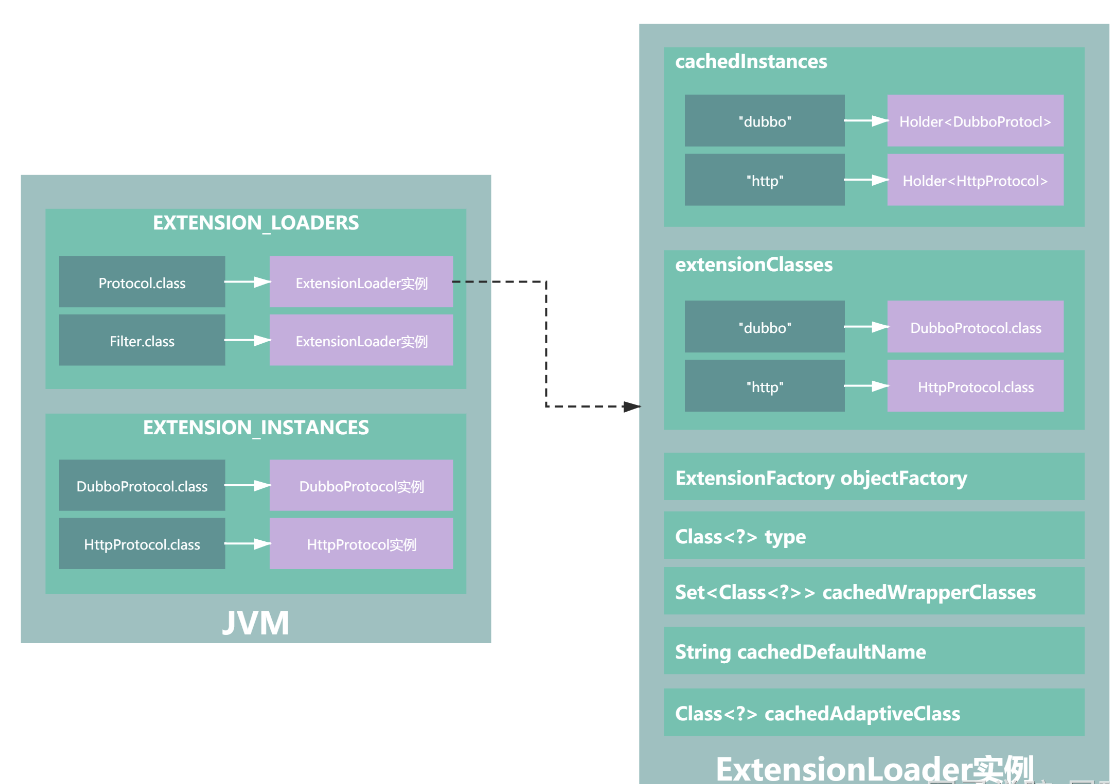 EXTENSION_LOADERS
Protocol.class
ExtensionLoader实例
Filter.class
ExtensionLoader实例
EXTENSION_INSTANCES
DubboProtocol.class
DubboProtocol实例
HttpProtocol.class
HttpProtocol实例
JVM
cachedInstances
"dubbo"
Holder<DubboProtocl>
"http"
Holder<HttpProtocol>
extensionClasses
"dubbo"
DubboProtocol.class
"http"
HttpProtocol.class
ExtensionFactory objectFactory
Class<?> type
Set<Class<?>> cachedWrapperClasses
String cachedDefaultName
Class<?> cachedAdaptiveClass
ExtensionLoader实例